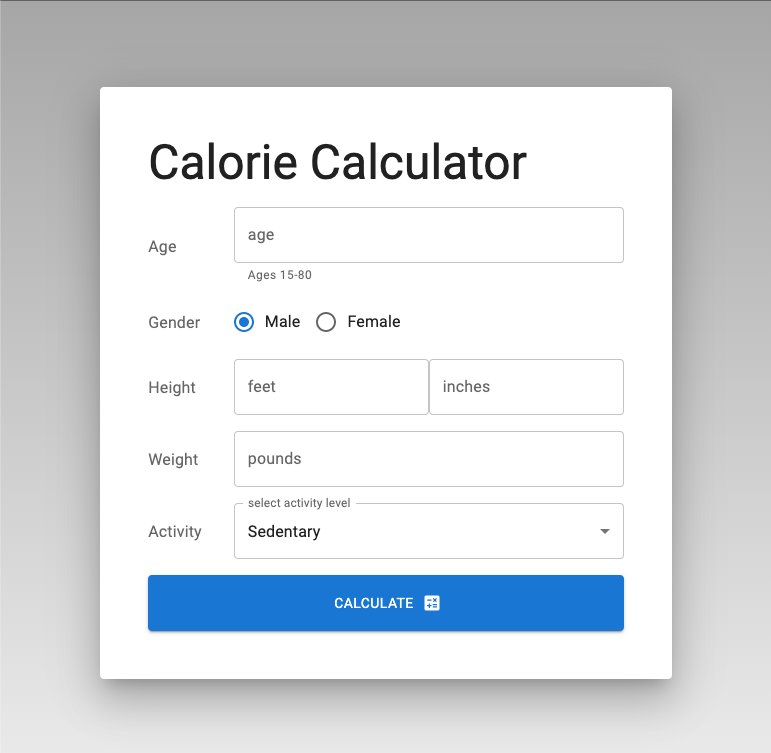 Calorie Calculator
Age
age
Ages 15-80
Gender
Male
Female
Height
feet
inches
Weight
pounds
select activity level
Activity
Sedentary
CALCULATE